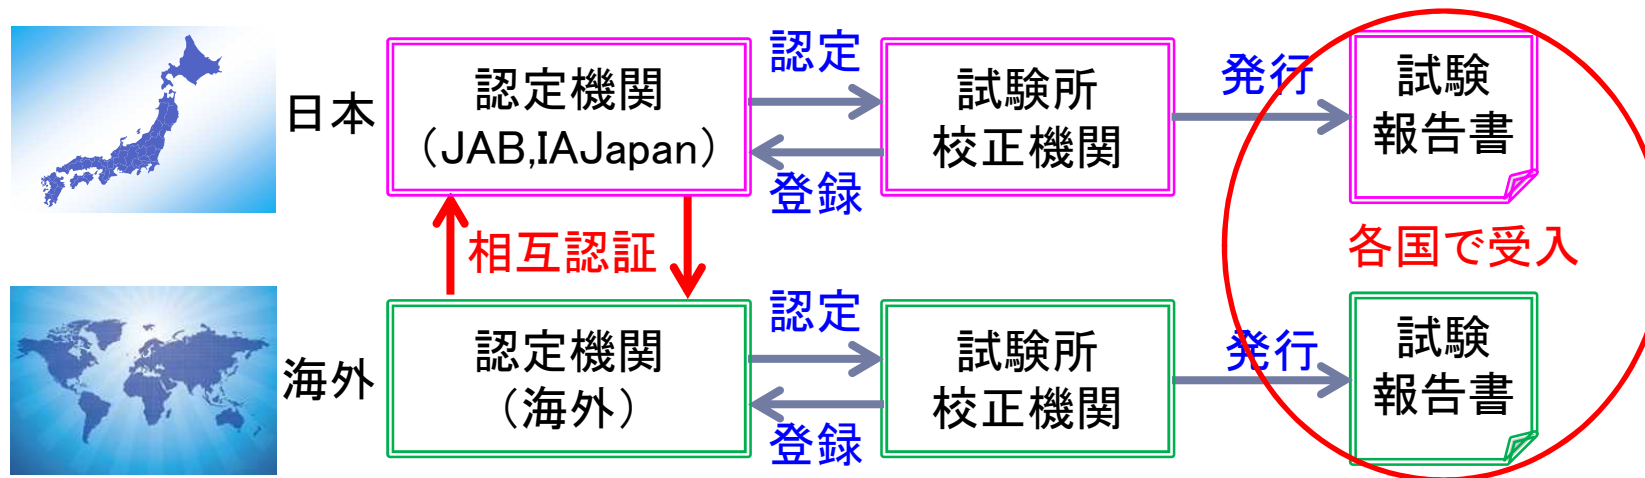 日本
認定機関
（JAB,IAJapan）
認定
登録
試験所
校正機関
発行
試験
報告書
相互認証
各国で受入
海外
認定機関
（海外）
認定
登録
試験所
校正機関
発行
試験
報告書